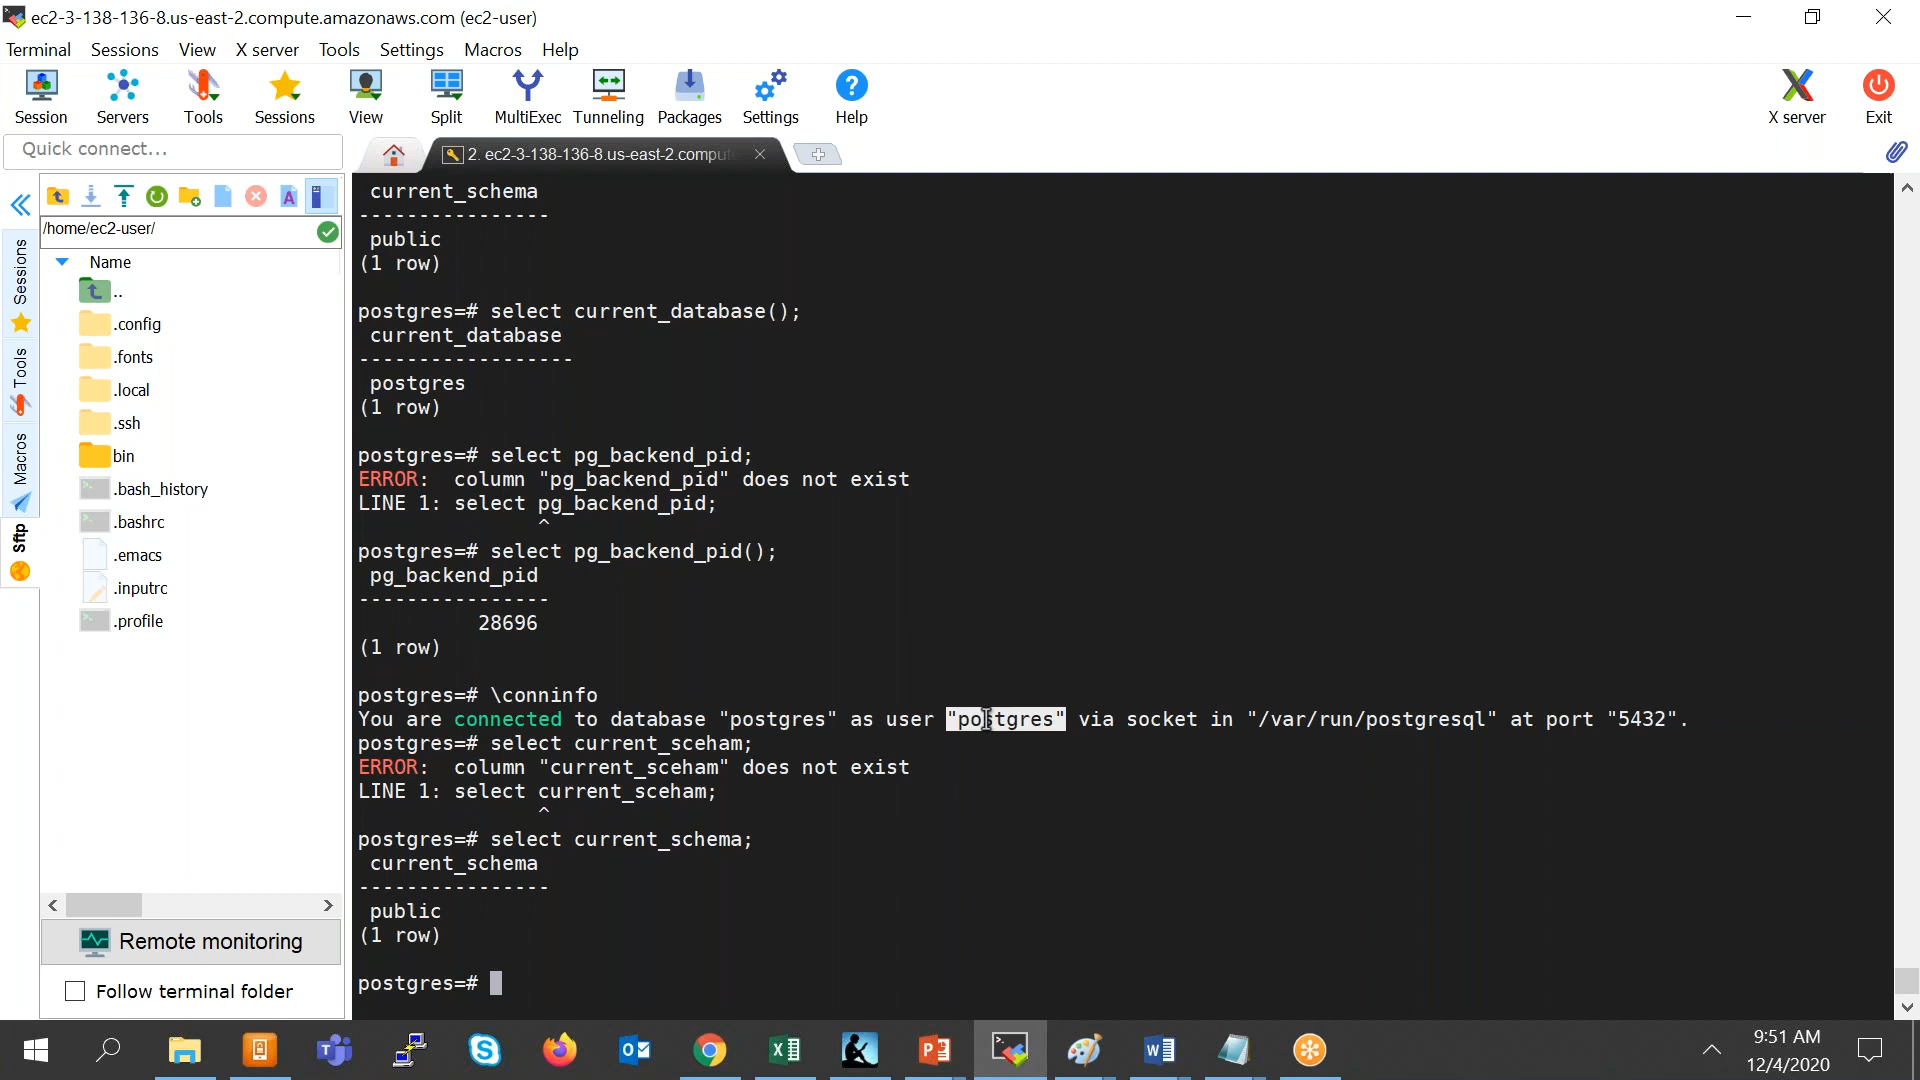 ec2-3-138-136-8.us-east-2.compute.amazonaws.com (ec2-user)
Terminal Sessions View X server Tools Settings Macros Help
Session Servers Tools Sessions View Split MultiExec Tunneling Packages Settings Help X server Exit
Quick connect...
2. ec2-3-138-136-8.us-east-2.comput
/home/ec2-user/
Name
..
.config
.fonts
.local
.ssh
bin
.bash_history
.bashrc
.emacs
.inputrc
.profile
Sessions
Tools
Macros
Sftp
Remote monitoring
Follow terminal folder
current_schema
----------------
public
(1 row)
postgres=# select current_database();
current_database
------------------
postgres
(1 row)
postgres=# select pg_backend_pid;
ERROR:  column "pg_backend_pid" does not exist
LINE 1: select pg_backend_pid;
^
postgres=# select pg_backend_pid();
pg_backend_pid
----------------
28696
(1 row)
postgres=# \conninfo
You are connected to database "postgres" as user "postgres" via socket in "/var/run/postgresql" at port "5432".
postgres=# select current_sceham;
ERROR:  column "current_sceham" does not exist
LINE 1: select current_sceham;
^
postgres=# select current_schema;
current_schema
----------------
public
(1 row)
postgres=#
9:51 AM
12/4/2020